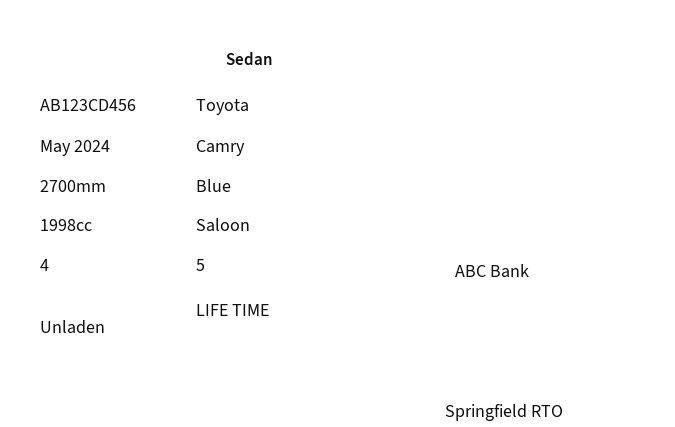 Sedan
AB123CD456 Toyota
May 2024 Camry
2700mm Blue
1998cc Saloon
4 5
ABC Bank
LIFE TIME
Unladen
Springfield RTO